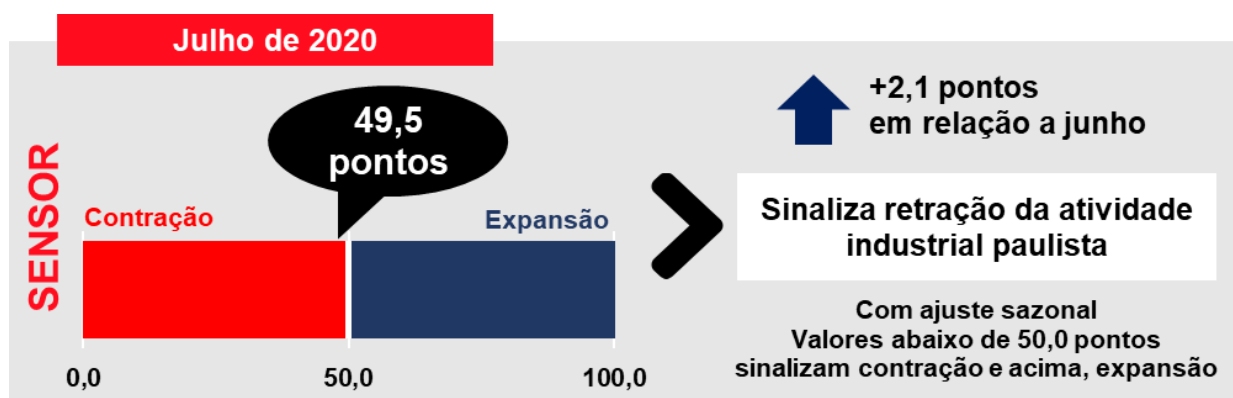 Julho de 2020
SENSOR
49,5
pontos
Contração
Expansão
0,0
50,0
100,0
+2,1 pontos
em relação a junho
Sinaliza retração da atividade
industrial paulista
Com ajuste sazonal
Valores abaixo de 50,0 pontos
sinalizam contração e acima, expansão